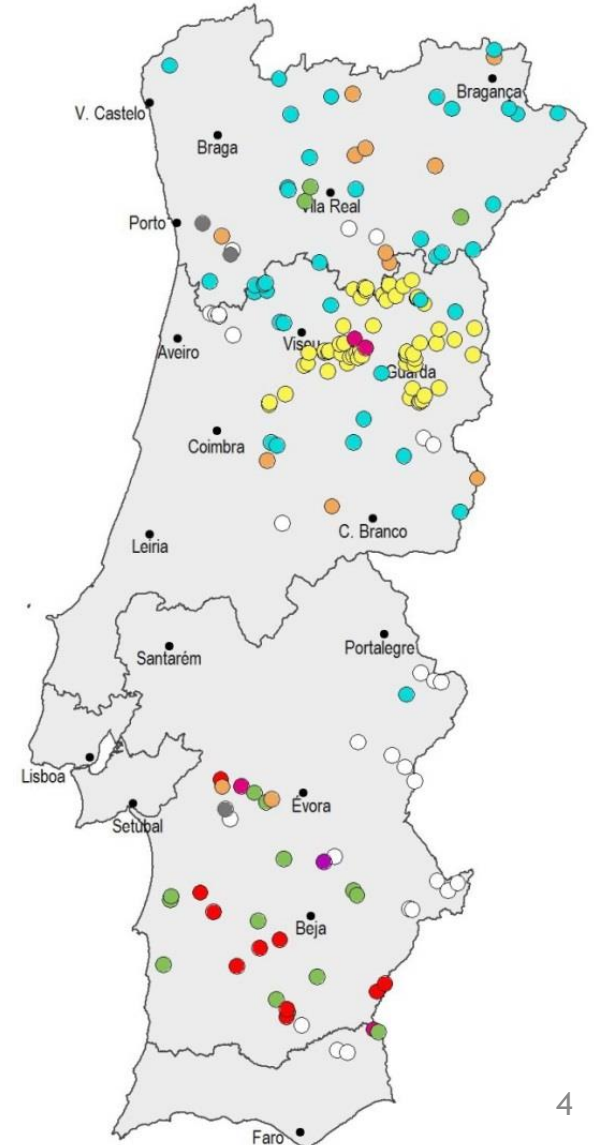 Bragança
V. Castelo
Braga
Vila Real
Porto
Viseu
Aveiro
Guarda
Coimbra
C. Branco
Leiria
Portalegre
Santarém
Lisboa
Évora
Setúbal
Beja
4
Faro